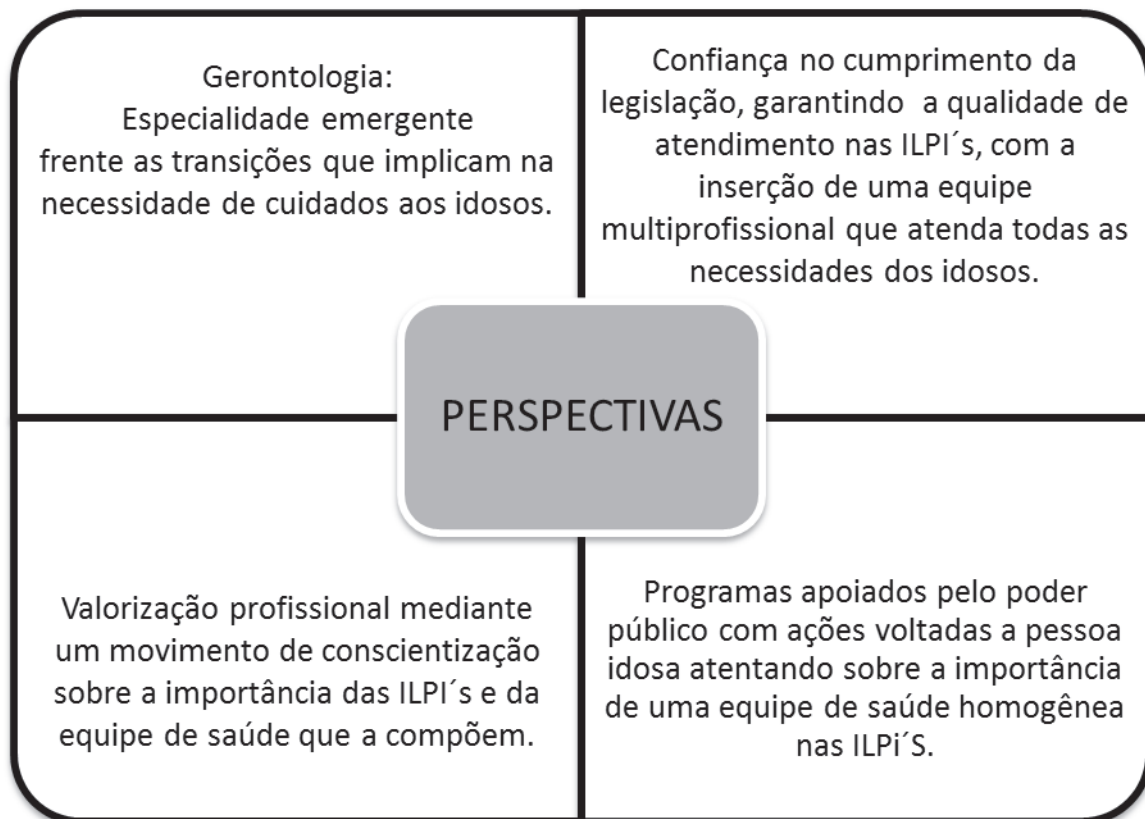 Gerontologia:
Especialidade emergente
frente as transições que implicam na
necessidade de cuidados aos idosos.
Confiança no cumprimento da
legislação, garantindo a qualidade de
atendimento nas ILPI´s, com a
inserção de uma equipe
multiprofissional que atenda todas as
necessidades dos idosos.
PERSPECTIVAS
Valorização profissional mediante
um movimento de conscientização
sobre a importância das ILPI´s e da
equipe de saúde que a compõem.
Programas apoiados pelo poder
público com ações voltadas a pessoa
idosa atentando sobre a importância
de uma equipe de saúde homogênea
nas ILPi´S.